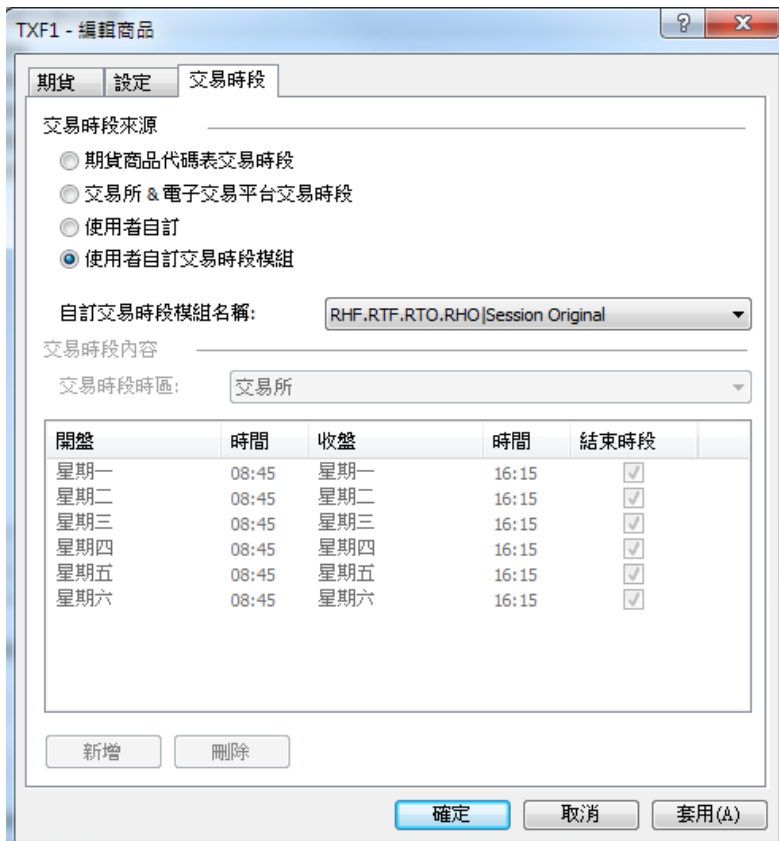 TXF1 - 編輯商品
期貨 設定 交易時段
交易時段來源
期貨商品代碼表交易時段
交易所 & 電子交易平台交易時段
使用者自訂
使用者自訂交易時段模組
自訂交易時段模組名稱: RHF.RTF.RTO.RHO|Session Original
交易時段內容
交易時段時區: 交易所
開盤 時間 收盤 時間 結束時段
星期一 08:45 星期一 16:15
星期二 08:45 星期二 16:15
星期三 08:45 星期三 16:15
星期四 08:45 星期四 16:15
星期五 08:45 星期五 16:15
星期六 08:45 星期六 16:15
新增 刪除
確定 取消 套用(A)